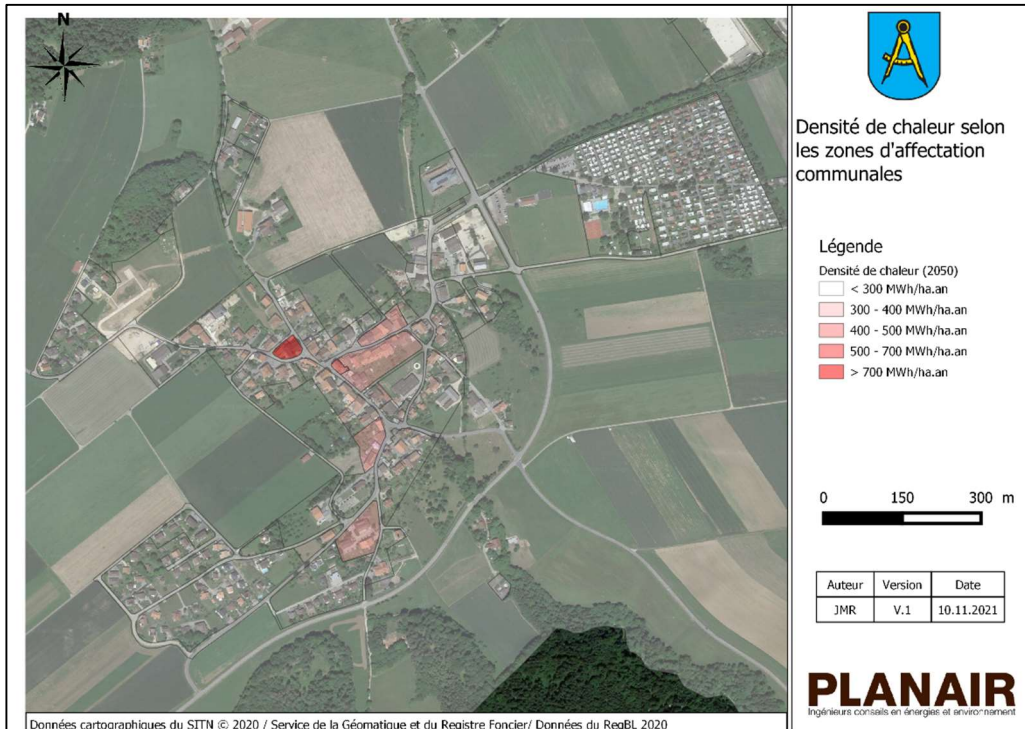 N
Densité de chaleur selon
les zones d'affectation
communales
Légende
Densité de chaleur (2050)
< 300 MWh/ha.an
300 - 400 MWh/ha.an
400 - 500 MWh/ha.an
500 - 700 MWh/ha.an
> 700 MWh/ha.an
0 150 300 m
Auteur Version Date
JMR V.1 10.11.2021
PLANAIR
Ingénieurs conseils en énergies et environnement
Données cartographiques du SITN © 2020 / Service de la Géomatique et du Registre Foncier/ Données du RegBL 2020